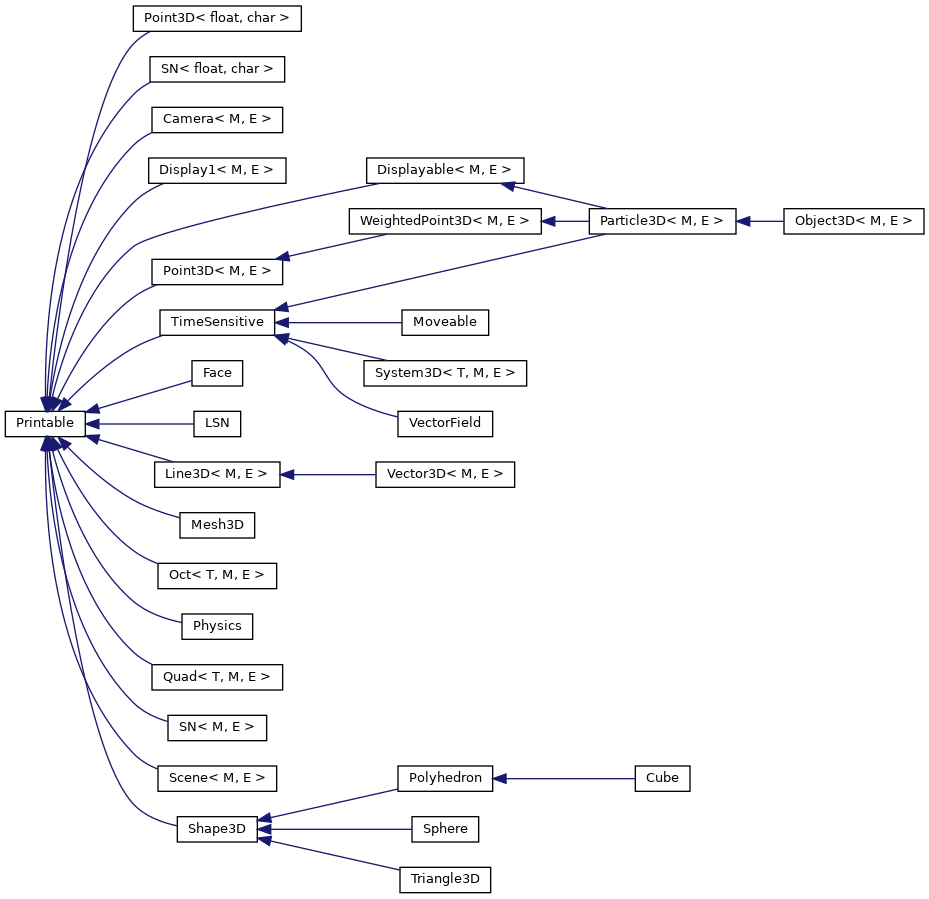 Point3D< float, char >
SN< float, char >
Camera< M, E >
Display1< M, E >
Displayable< M, E >
WeightedPoint3D< M, E >
Particle3D< M, E >
Object3D< M, E >
Point3D< M, E >
TimeSensitive
Moveable
Face
System3D< T, M, E >
Printable
LSN
VectorField
Line3D< M, E >
Vector3D< M, E >
Mesh3D
Oct< T, M, E >
Physics
Quad< T, M, E >
SN< M, E >
Scene< M, E >
Polyhedron
Cube
Shape3D
Sphere
Triangle3D